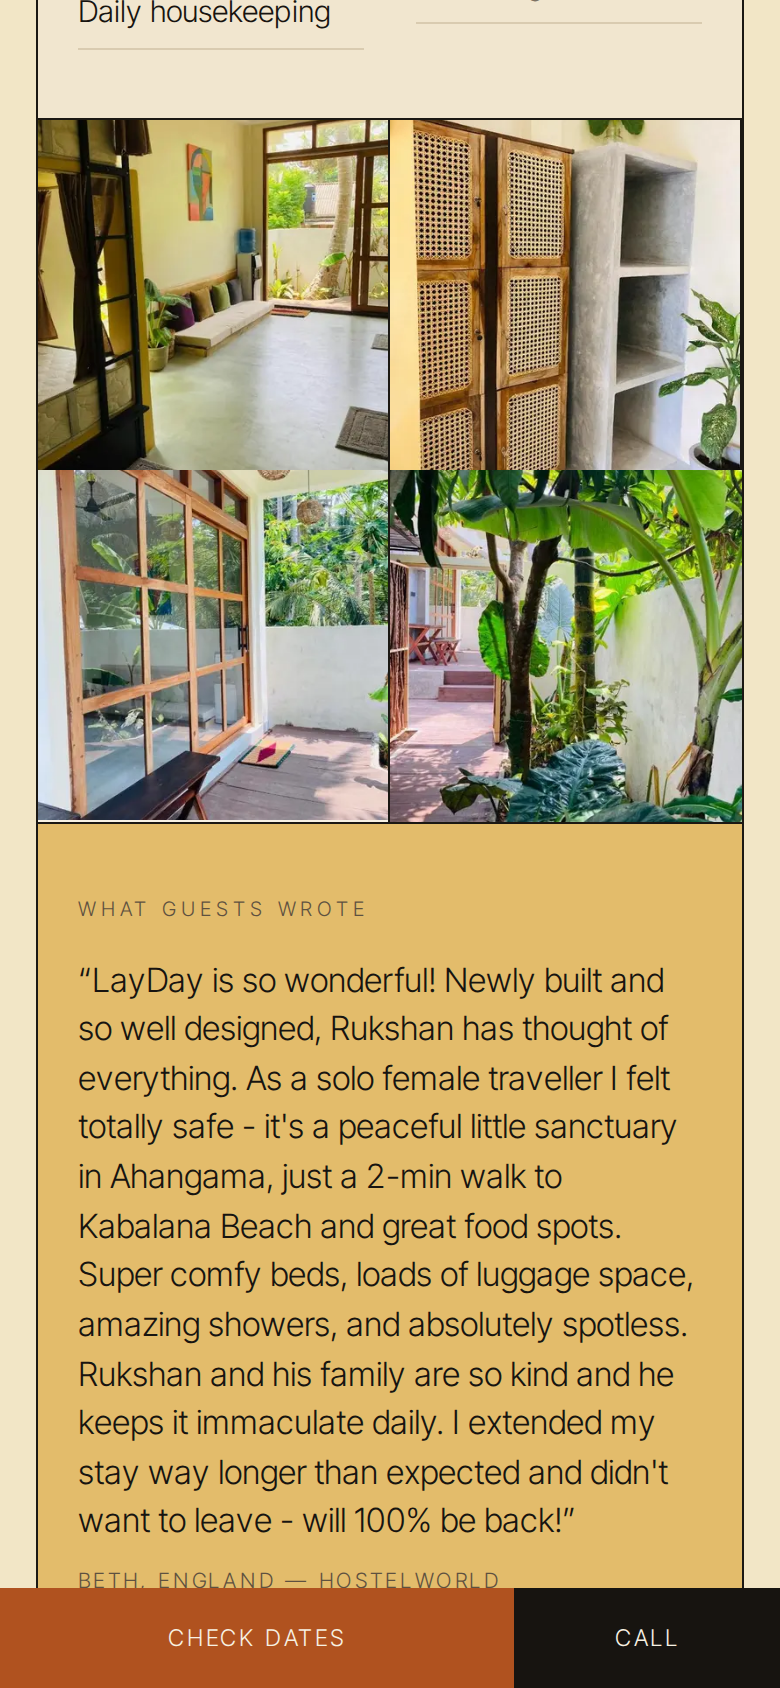 Daily housekeeping
WHAT GUESTS WROTE
“LayDay is so wonderful! Newly built and
so well designed, Rukshan has thought of
everything. As a solo female traveller I felt
totally safe - it's a peaceful little sanctuary
in Ahangama, just a 2-min walk to
Kabalana Beach and great food spots.
Super comfy beds, loads of luggage space,
amazing showers, and absolutely spotless.
Rukshan and his family are so kind and he
keeps it immaculate daily. I extended my
stay way longer than expected and didn't
want to leave - will 100% be back!”
BETH, ENGLAND — HOSTELWORLD
CHECK DATES
CALL